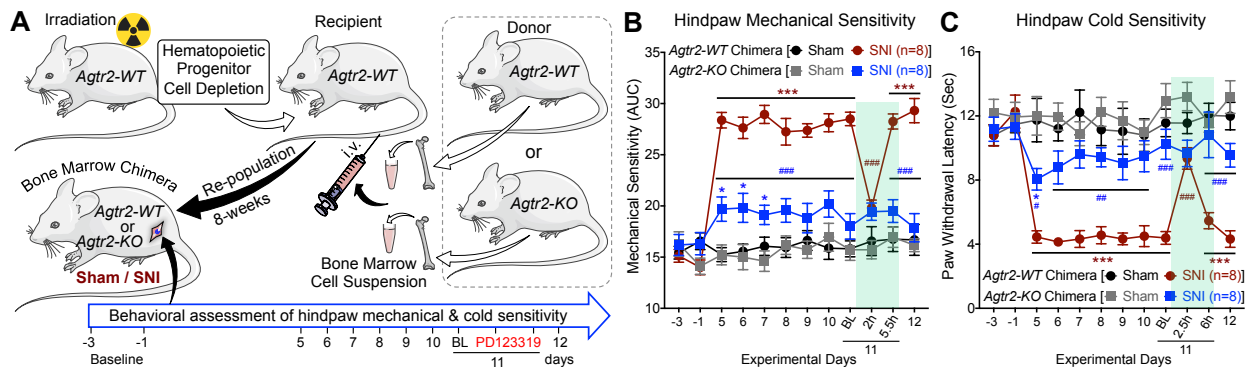 A
Irradiation
Agtr2-WT
Hematopoietic
Progenitor
Cell Depletion
Recipient
Agtr2-WT
Donor
Agtr2-WT
or
Agtr2-KO
i.v.
Re-population
8-weeks
Bone Marrow Chimera
Agtr2-WT
or
Agtr2-KO
Sham / SNI
Bone Marrow
Cell Suspension
Behavioral assessment of hindpaw mechanical & cold sensitivity
-3 -1 5 6 7 8 9 10 BL PD123319 12
Baseline 11 days
B
Hindpaw Mechanical Sensitivity
Agtr2-WT Chimera [ Sham SNI (n=8)]
Agtr2-KO Chimera [ Sham SNI (n=8)]
Mechanical Sensitivity (AUC)
35
30
25
20
15
10
*** ***
###
### ###
* * *
-3 -1 5 6 7 8 9 10 BL 2h 5.5h 12
11
Experimental Days
C
Hindpaw Cold Sensitivity
Paw Withdrawal Latency (Sec)
16
12
8
4
0
*
#
##
###
###
###
*** ***
Agtr2-WT Chimera [ Sham SNI (n=8)]
Agtr2-KO Chimera [ Sham SNI (n=8)]
-3 -1 5 6 7 8 9 10 BL 2.5h 6h 12
11
Experimental Days